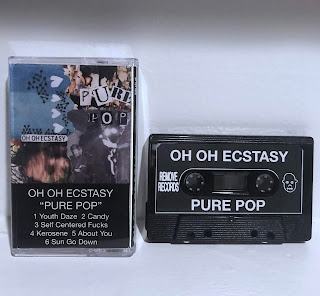 PURE
POP
OH OH ECSTASY
OH OH ECSTASY
"PURE POP"
1 Youth Daze 2 Candy
3 Self Centered Fucks
4 Kerosene 5 About You
6 Sun Go Down
OH OH ECSTASY
REMOVE
RECORDS
PURE POP